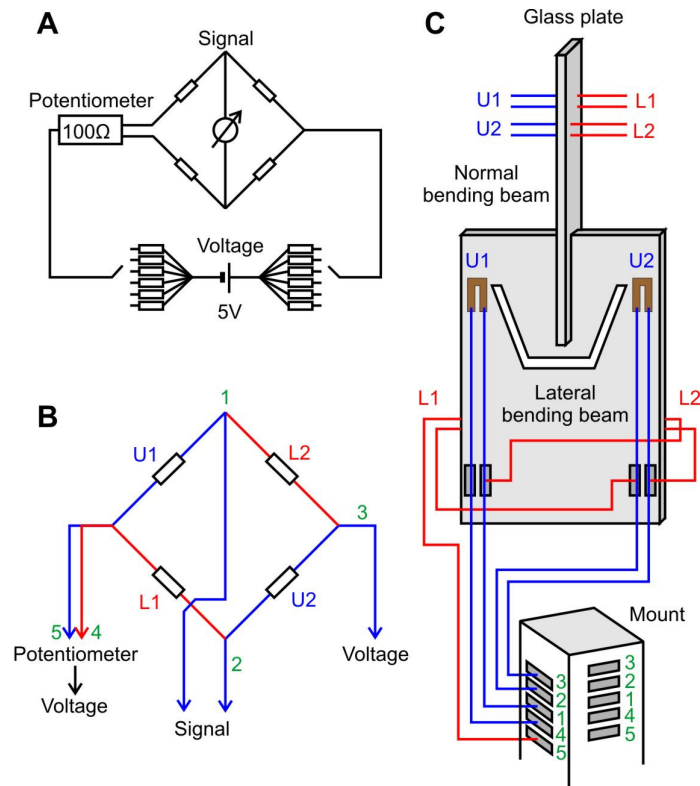 A
Signal
Potentiometer
100Ω
Voltage
5V
B
1
U1
L2
3
L1
U2
5
4
2
Potentiometer
Voltage
Signal
Voltage
C
Glass plate
U1
L1
U2
L2
Normal
bending beam
U1
U2
L1
L2
Lateral
bending beam
Mount
3
2
1
4
5
3
2
1
4
5